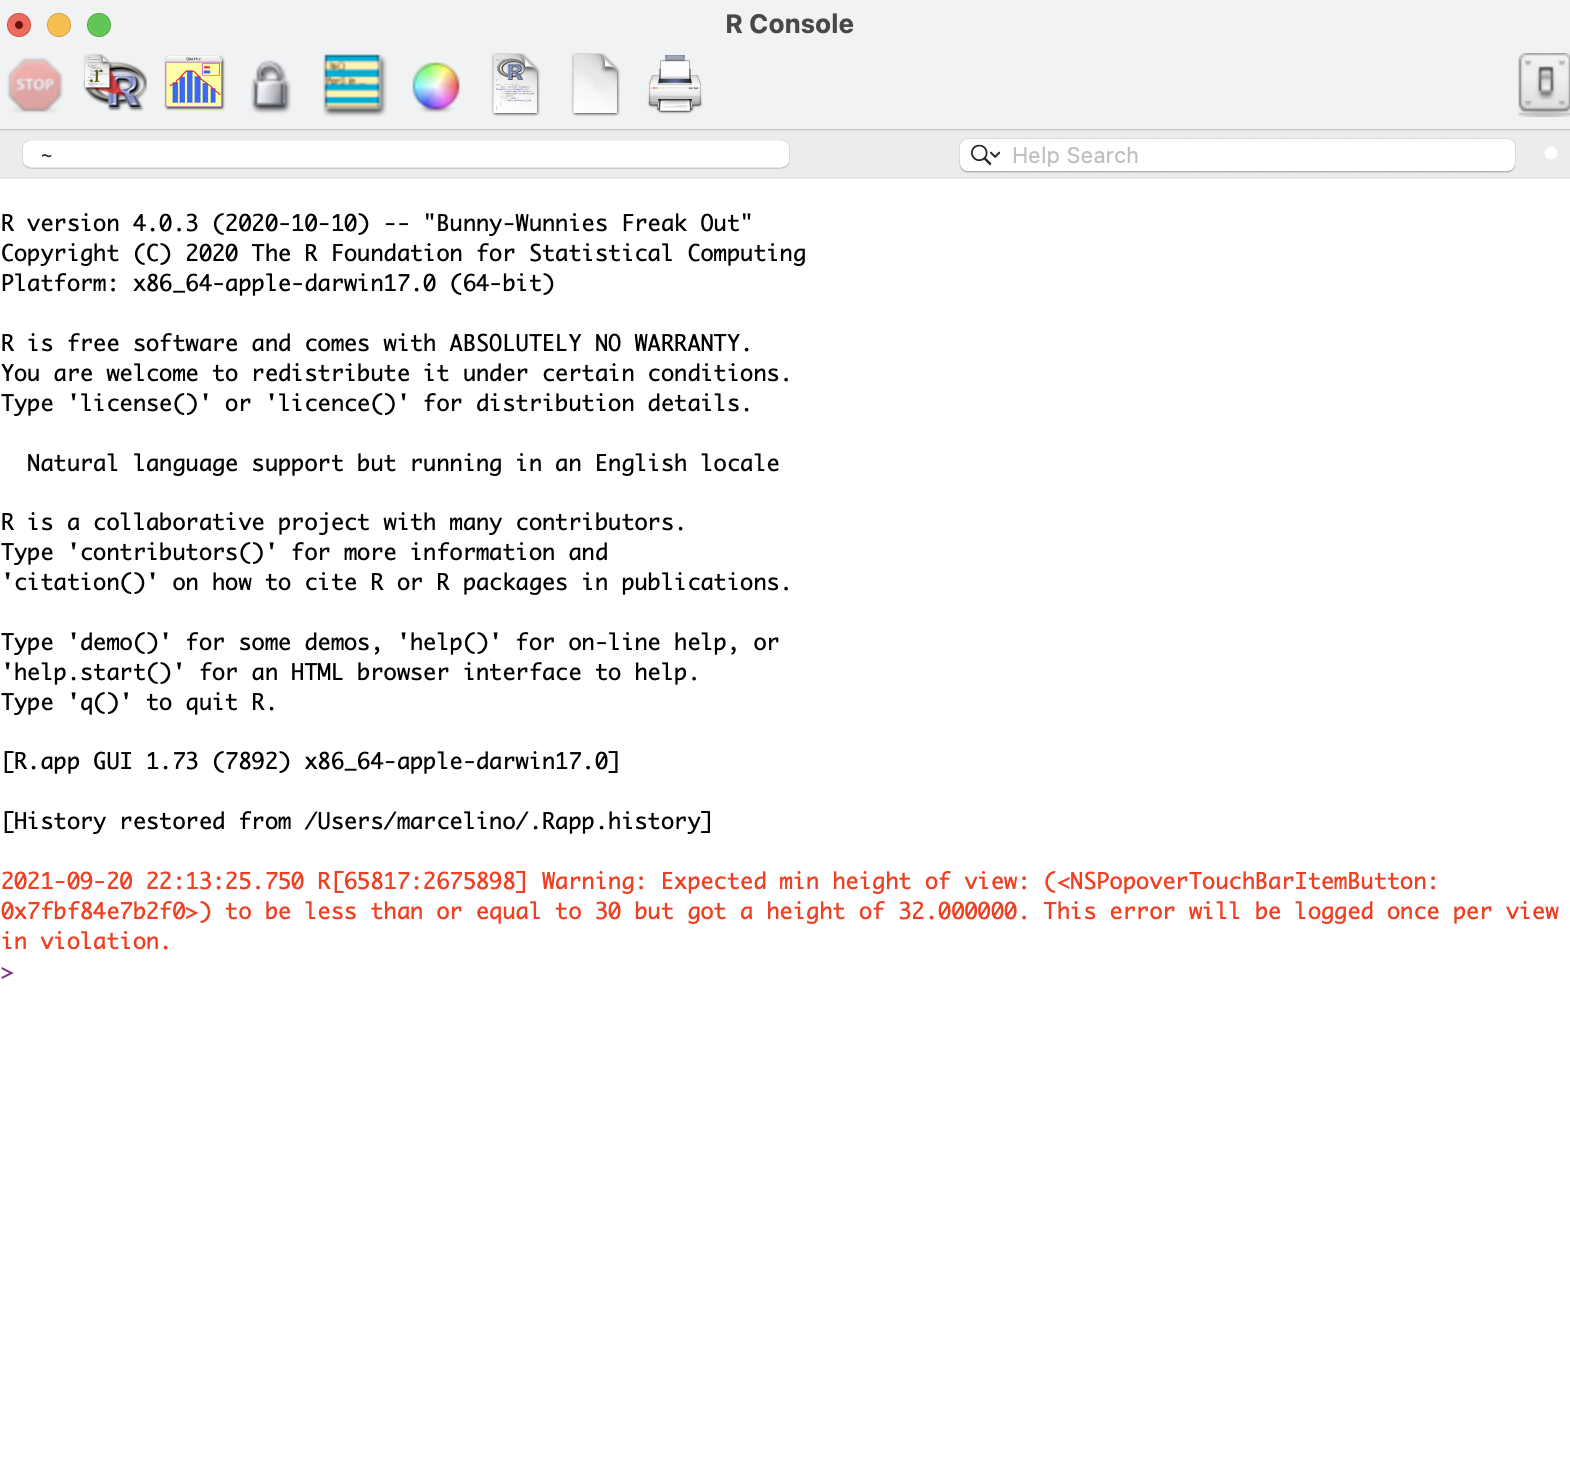 R Console
STOP
~
Help Search
R version 4.0.3 (2020-10-10) -- "Bunny-Wunnies Freak Out"
Copyright (C) 2020 The R Foundation for Statistical Computing
Platform: x86_64-apple-darwin17.0 (64-bit)
R is free software and comes with ABSOLUTELY NO WARRANTY.
You are welcome to redistribute it under certain conditions.
Type 'license()' or 'licence()' for distribution details.
Natural language support but running in an English locale
R is a collaborative project with many contributors.
Type 'contributors()' for more information and
'citation()' on how to cite R or R packages in publications.
Type 'demo()' for some demos, 'help()' for on-line help, or
'help.start()' for an HTML browser interface to help.
Type 'q()' to quit R.
[R.app GUI 1.73 (7892) x86_64-apple-darwin17.0]
[History restored from /Users/marcelino/.Rapp.history]
2021-09-20 22:13:25.750 R[65817:2675898] Warning: Expected min height of view: (<NSPopoverTouchBarItemButton:
0x7fbf84e7b2f0>) to be less than or equal to 30 but got a height of 32.000000. This error will be logged once per view
in violation.
>